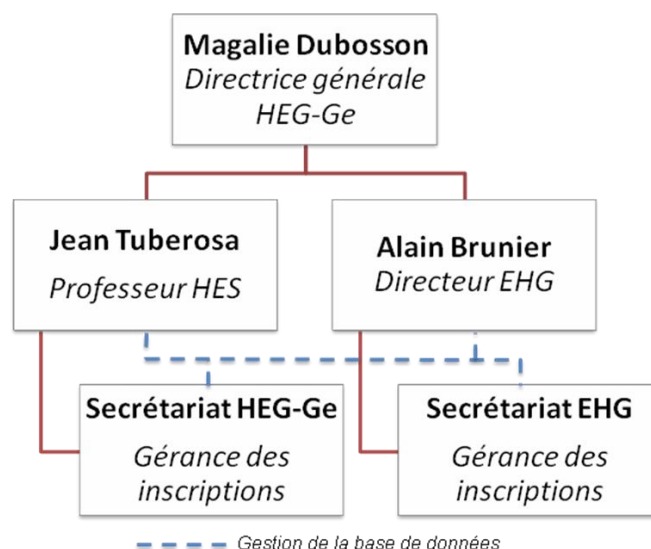 Magalie Dubosson
Directrice générale
HEG-Ge
Jean Tuberosa
Professeur HES
Alain Brunier
Directeur EHG
Secrétariat HEG-Ge
Gérance des
inscriptions
Secrétariat EHG
Gérance des
inscriptions
Gestion de la base de données